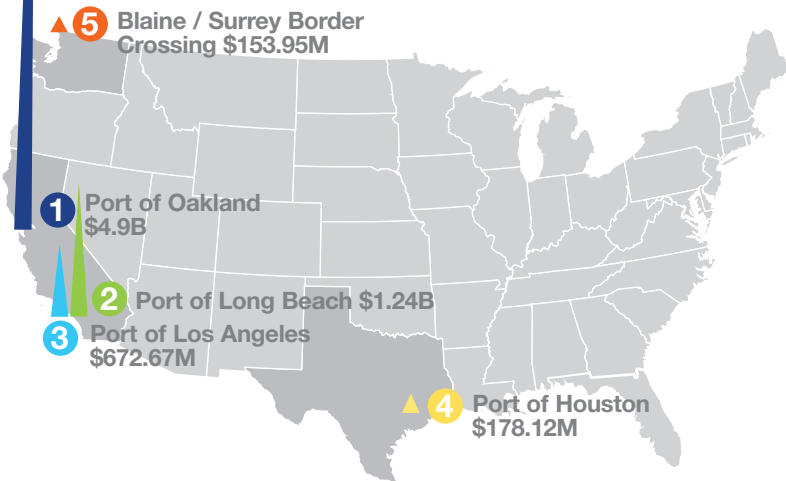 5 Blaine / Surrey Border
Crossing $153.95M
1 Port of Oakland
$4.9B
2 Port of Long Beach $1.24B
3 Port of Los Angeles
$672.67M
4 Port of Houston
$178.12M